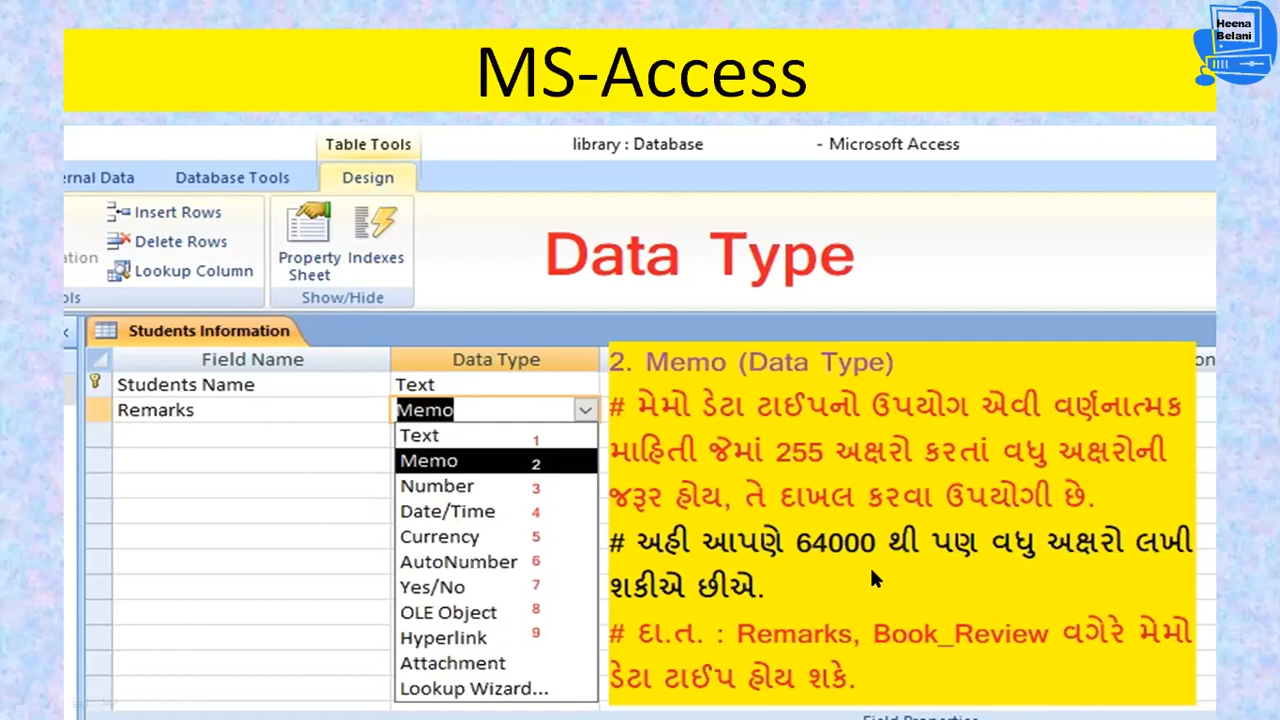 Heena
Belani
MS-Access
Table Tools
library : Database - Microsoft Access
ernal Data Database Tools Design
Insert Rows
Delete Rows
Lookup Column
ation
ols
Property
Sheet
Indexes
Show/Hide
Data Type
Students Information
Field Name Data Type
Students Name Text
Remarks Memo
Text 1
Memo 2
Number 3
Date/Time 4
Currency 5
AutoNumber 6
Yes/No 7
OLE Object 8
Hyperlink 9
Attachment
Lookup Wizard...
on
2. Memo (Data Type)
# મેમો ડેટા ટાઈપનો ઉપયોગ એવી વર્ણનાત્મક
માહિતી જેમાં 255 અક્ષરો કરતાં વધુ અક્ષરોની
જરૂર હોય, તે દાખલ કરવા ઉપયોગી છે.
# અહી આપણે 64000 થી પણ વધુ અક્ષરો લખી
શકીએ છીએ.
# દા.ત. : Remarks, Book_Review વગેરે મેમો
ડેટા ટાઈપ હોય શકે.
Field Properties